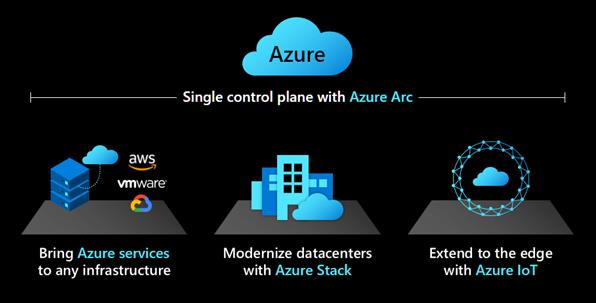 Azure
Single control plane with Azure Arc
aws
vmware
Bring Azure services
to any infrastructure
Modernize datacenters
with Azure Stack
Extend to the edge
with Azure IoT